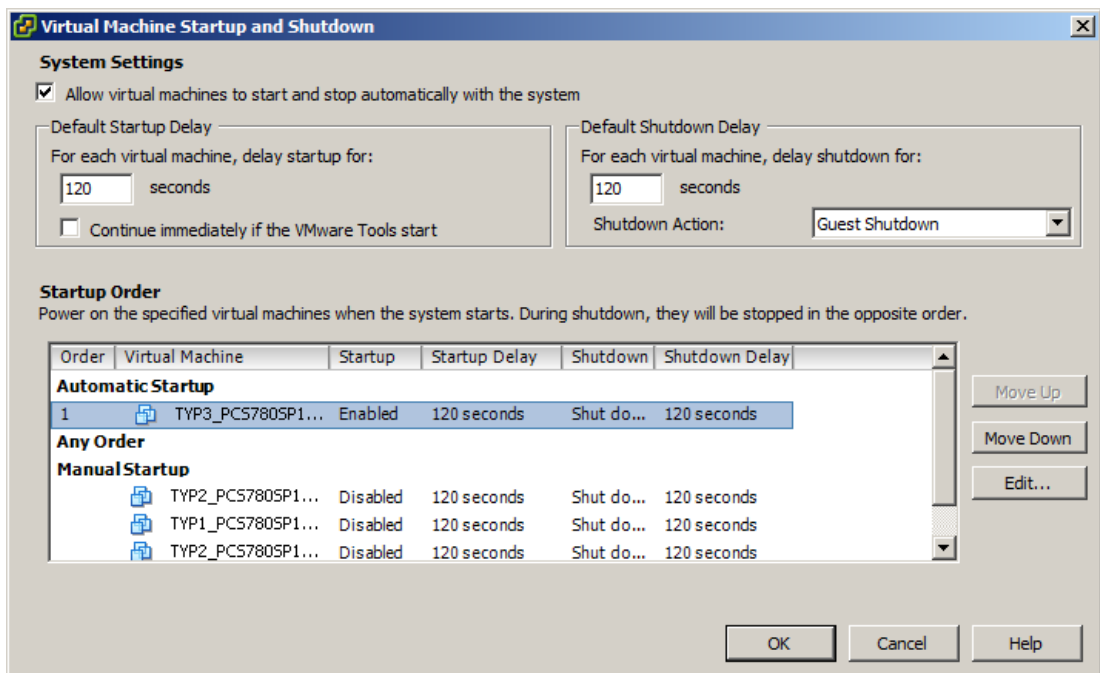 Virtual Machine Startup and Shutdown
System Settings
Allow virtual machines to start and stop automatically with the system
Default Startup Delay
For each virtual machine, delay startup for:
120 seconds
Continue immediately if the VMware Tools start
Default Shutdown Delay
For each virtual machine, delay shutdown for:
120 seconds
Shutdown Action: Guest Shutdown
Startup Order
Power on the specified virtual machines when the system starts. During shutdown, they will be stopped in the opposite order.
Order Virtual Machine Startup Startup Delay Shutdown Shutdown Delay
Automatic Startup
1 TYP3_PCS780SP1... Enabled 120 seconds Shut do... 120 seconds
Any Order
Manual Startup
TYP2_PCS780SP1... Disabled 120 seconds Shut do... 120 seconds
TYP1_PCS780SP1... Disabled 120 seconds Shut do... 120 seconds
TYP2_PCS780SP1... Disabled 120 seconds Shut do... 120 seconds
Move Up
Move Down
Edit...
OK Cancel Help